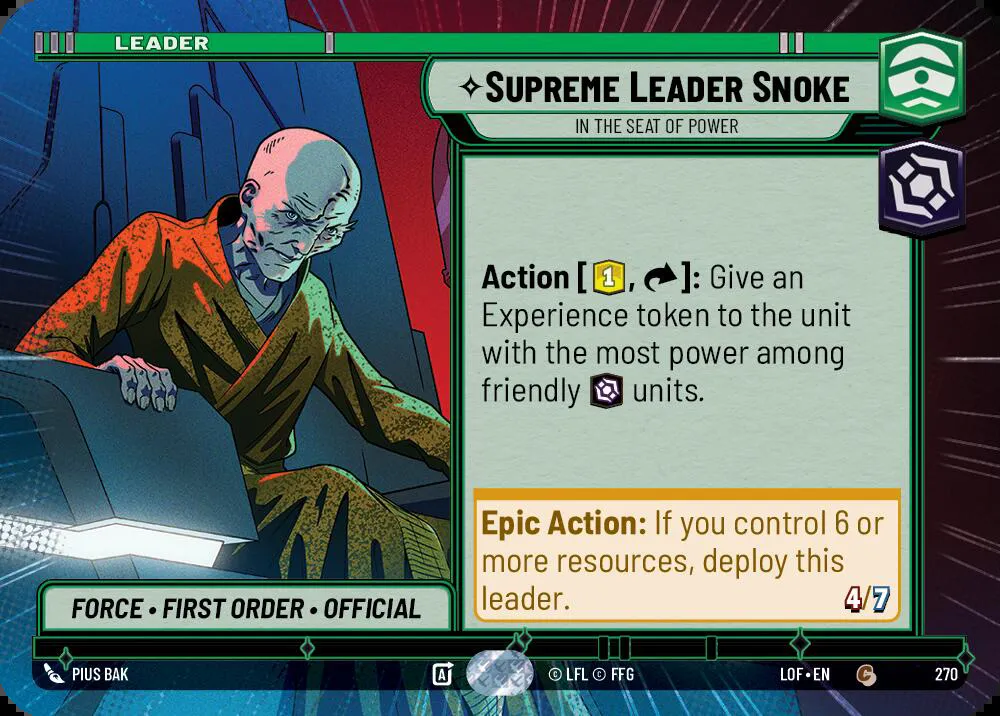 LEADER
SUPREME LEADER SNOKE
IN THE SEAT OF POWER
Action [1, ]: Give an
Experience token to the unit
with the most power among
friendly units.
Epic Action: If you control 6 or
more resources, deploy this
leader.
4/7
FORCE • FIRST ORDER • OFFICIAL
PIUS BAK
A
© LFL © FFG
LOF • EN
C
270